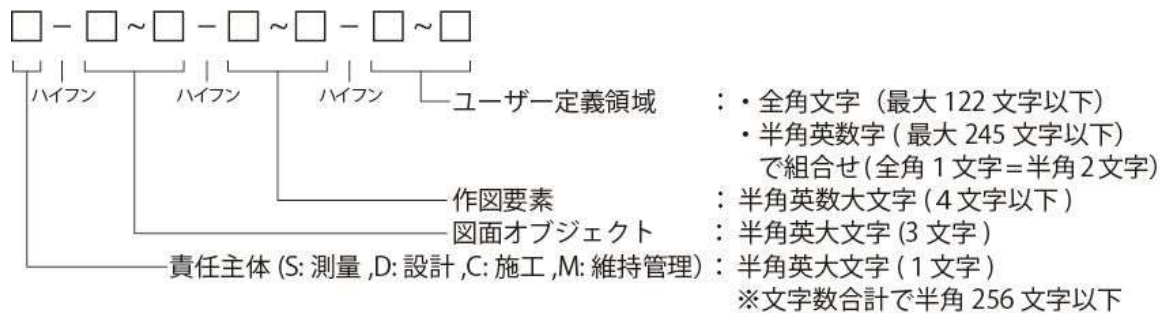 □－□～□－□～□－□～□
ハイフン ハイフン ハイフン
ユーザー定義領域 ：・全角文字（最大 122 文字以下）
・半角英数字 ( 最大 245 文字以下）
で組合せ ( 全角 1 文字＝半角 2 文字）
作図要素 ：半角英数大文字 ( 4 文字以下 )
図面オブジェクト ：半角英大文字 (3 文字 )
責任主体 (S: 測量 ,D: 設計 ,C: 施工 ,M: 維持管理）：半角英大文字 ( 1 文字 )
※文字数合計で半角 256 文字以下